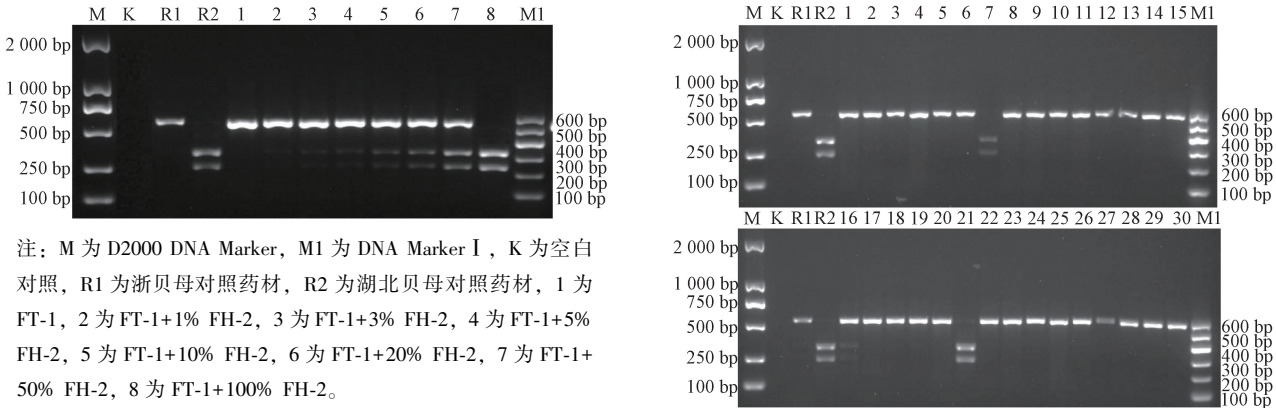 M K R1 R2 1 2 3 4 5 6 7 8 M1
2 000 bp
1 000 bp
750 bp
500 bp
250 bp
100 bp
600 bp
500 bp
400 bp
300 bp
200 bp
100 bp
注：M 为 D2000 DNA Marker，M1 为 DNA MarkerⅠ，K 为空白
对照，R1 为浙贝母对照药材，R2 为湖北贝母对照药材，1 为
FT-1，2 为 FT-1+1% FH-2，3 为 FT-1+3% FH-2，4 为 FT-1+5%
FH-2，5 为 FT-1+10% FH-2，6 为 FT-1+20% FH-2，7 为 FT-1+
50% FH-2，8 为 FT-1+100% FH-2。
M K R1 R2 1 2 3 4 5 6 7 8 9 10 11 12 13 14 15 M1
2 000 bp
1 000 bp
750 bp
500 bp
250 bp
100 bp
600 bp
500 bp
400 bp
300 bp
200 bp
100 bp
M K R1 R2 16 17 18 19 20 21 22 23 24 25 26 27 28 29 30 M1
2 000 bp
1 000 bp
750 bp
500 bp
250 bp
100 bp
600 bp
500 bp
400 bp
300 bp
200 bp
100 bp